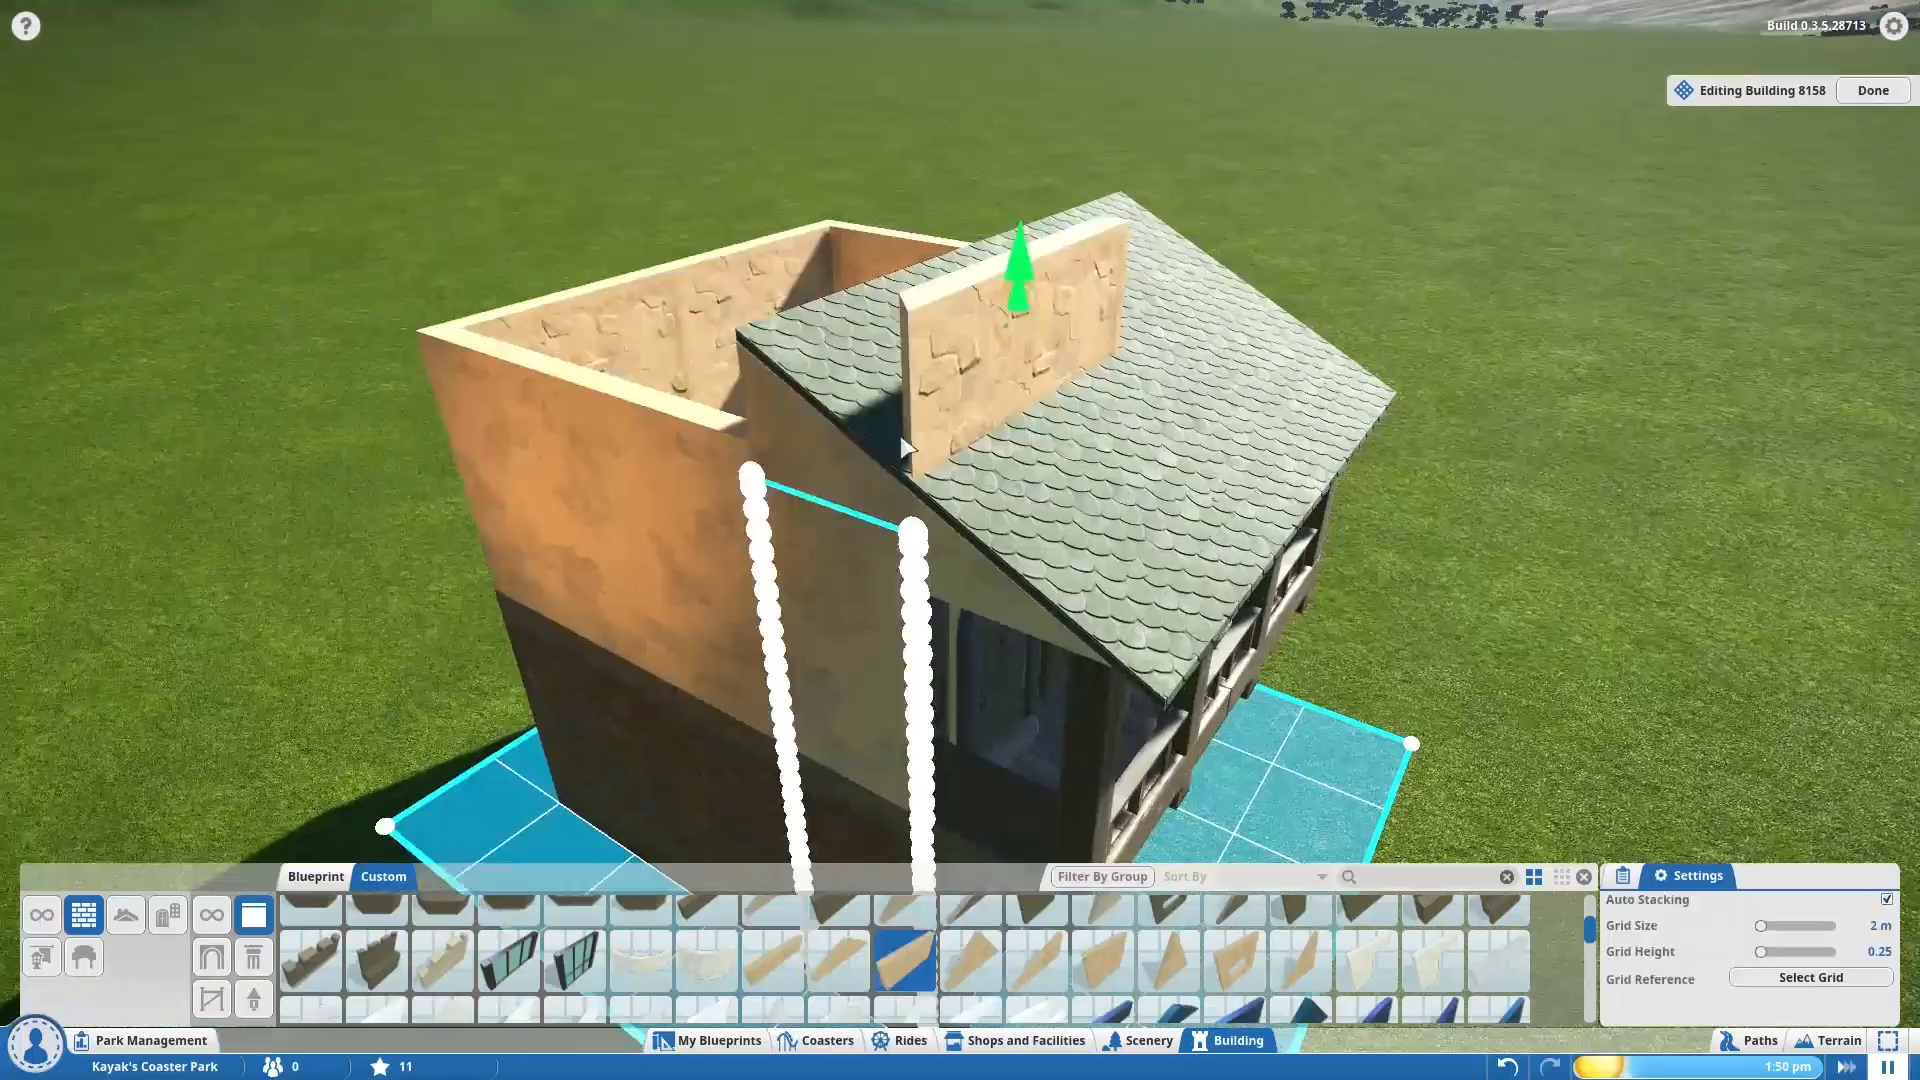 ?
Build 0.3.5.28713
Editing Building 8158
Done
Blueprint
Custom
Filter By Group
Sort By
Settings
Auto Stacking
Grid Size
2 m
Grid Height
0.25
Grid Reference
Select Grid
Park Management
My Blueprints
Coasters
Rides
Shops and Facilities
Scenery
Building
Paths
Terrain
Kayak's Coaster Park
0
11
1:50 pm